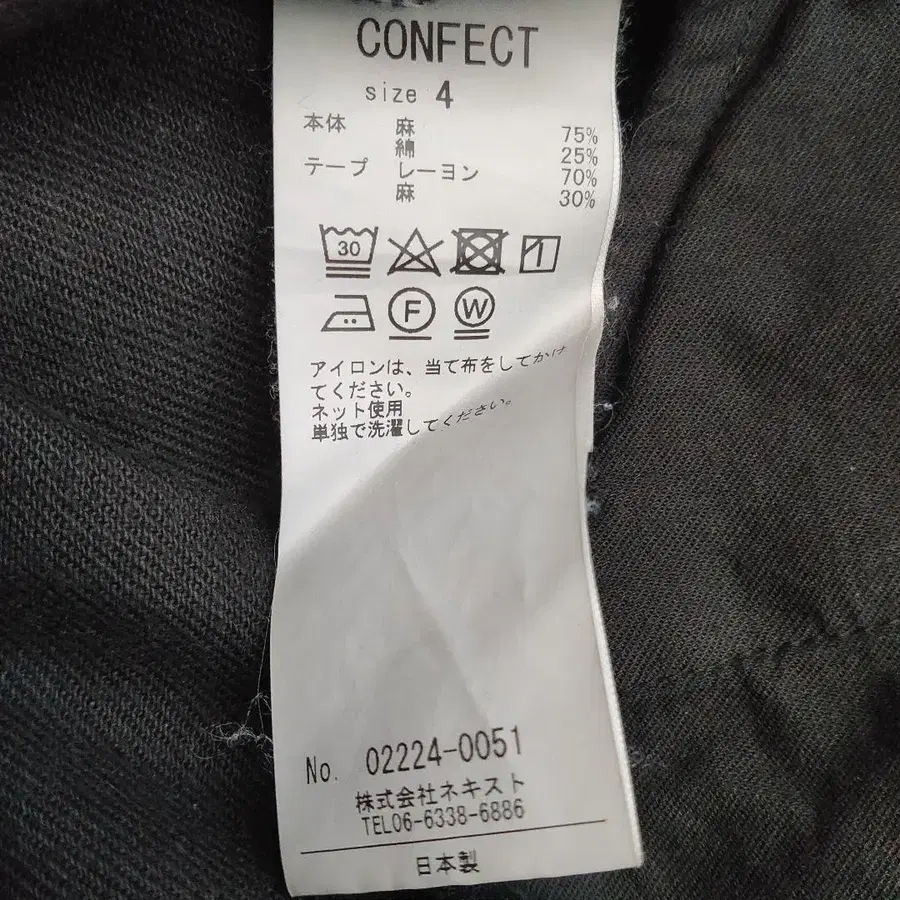 CONFECT
size 4
本体 麻 75%
綿 25%
テープ レーヨン 70%
麻 30%
30
F W
アイロンは、当て布をしてかけ
てください。
ネット使用
単独で洗濯してください。
No. 02224-0051
株式会社ネキスト
TEL06-6338-6886
日本製